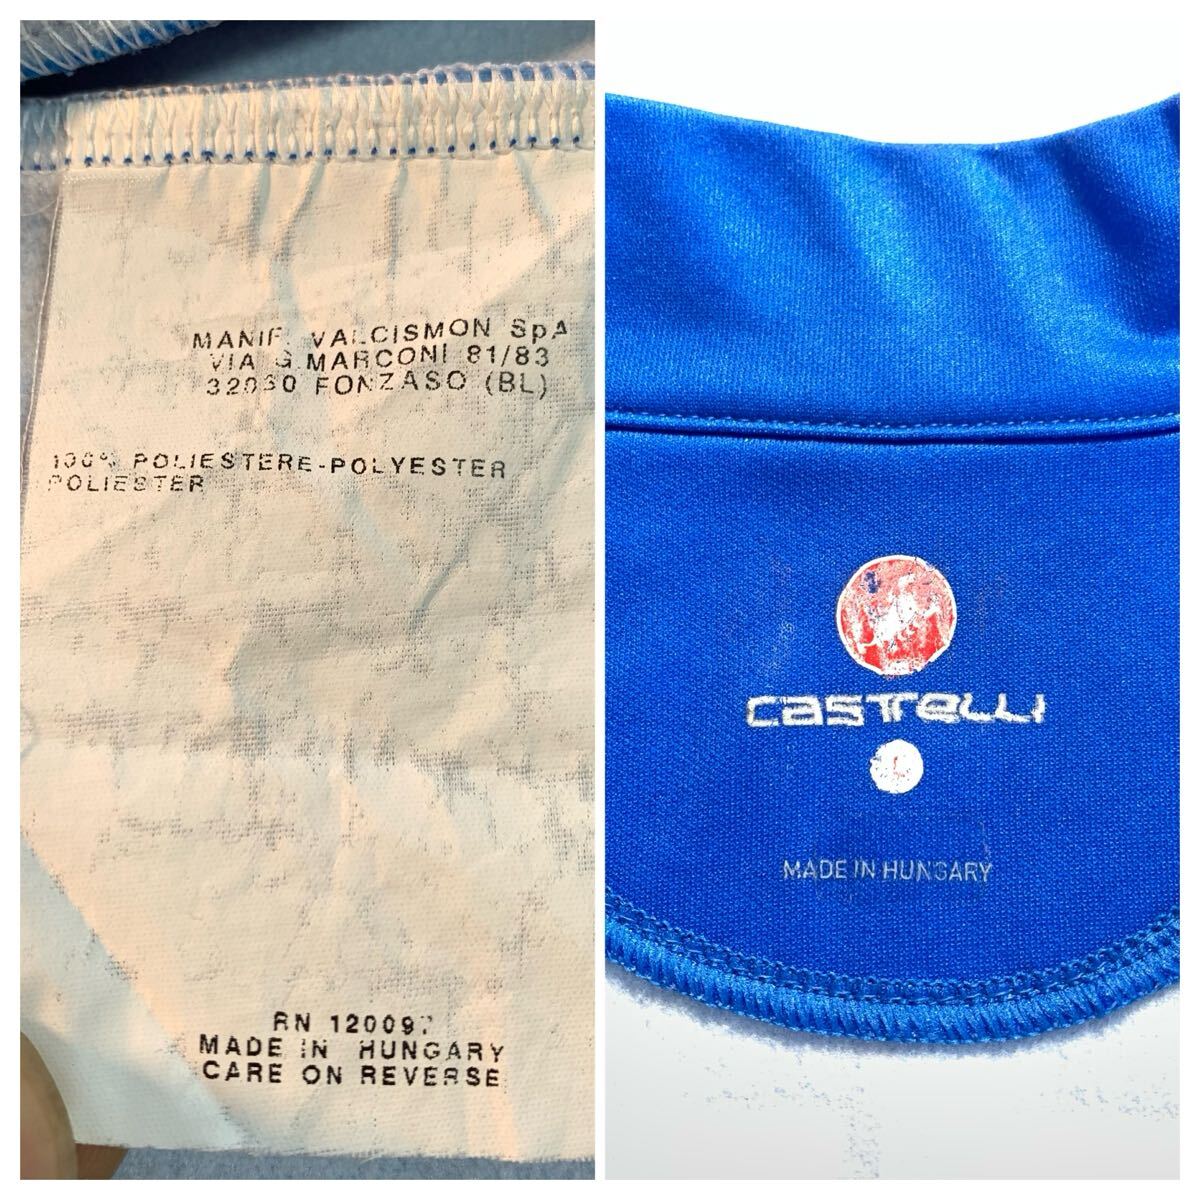 MANIF. VALCISMON SpA
VIA G.MARCONI 81/83
32030 FONZASO (BL)
100% POLIESTERE-POLYESTER
POLIESTER
RN 120097
MADE IN HUNGARY
CARE ON REVERSE
castelli
L
MADE IN HUNGARY